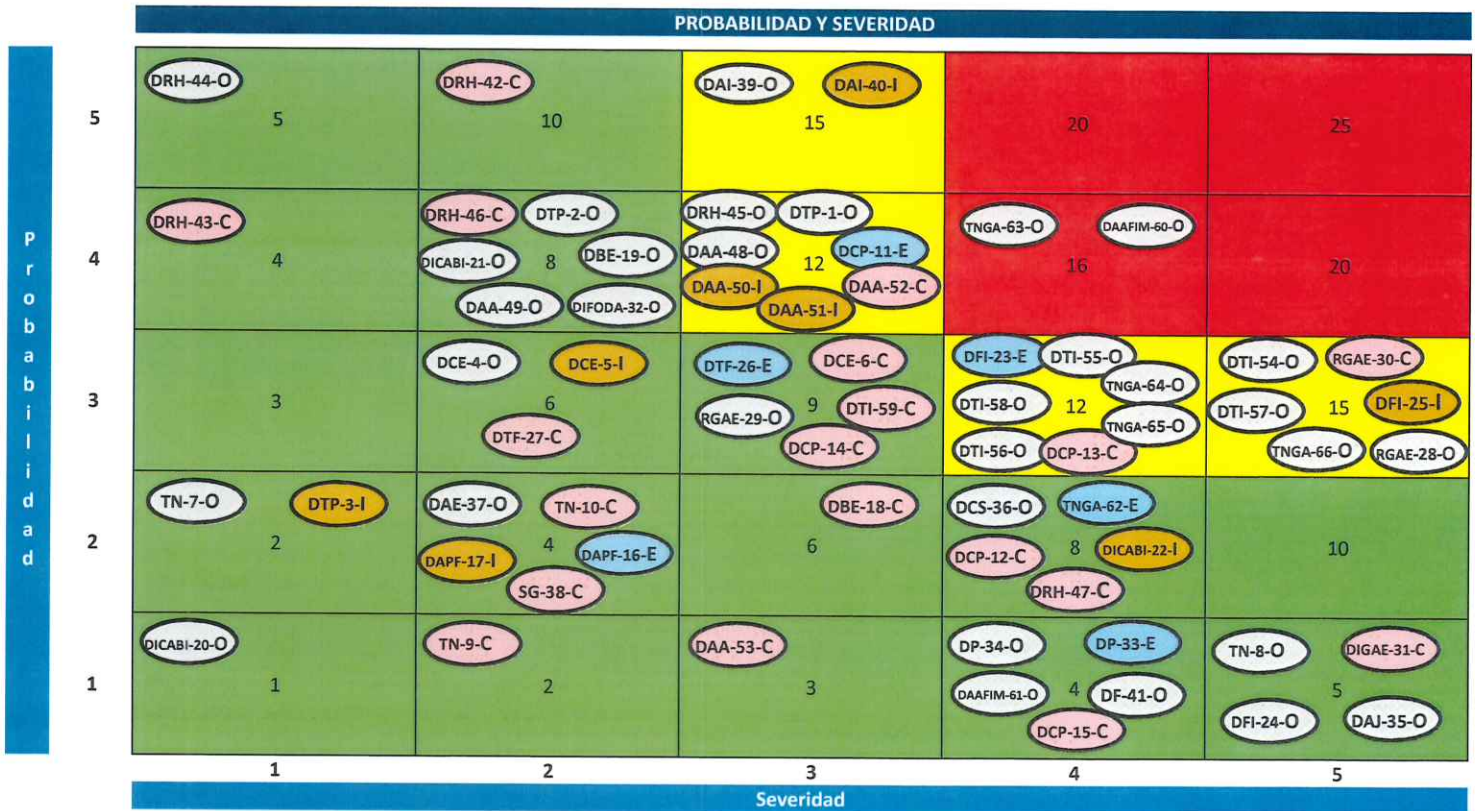 PROBABILIDAD Y SEVERIDAD
Probabilidad
5
DRH-44-O
5
DRH-42-C
10
DAI-39-O DAI-40-I
15
20
25
4
DRH-43-C
4
DRH-46-C DTP-2-O
DICABI-21-O 8 DBE-19-O
DAA-49-O DIFODA-32-O
DRH-45-O DTP-1-O
DAA-48-O 12 DCP-11-E
DAA-50-I DAA-52-C
DAA-51-I
TNGA-63-O DAAFIM-60-O
16
20
3
3
DCE-4-O DCE-5-I
6
DTF-27-C
DTF-26-E DCE-6-C
RGAE-29-O 9 DTI-59-C
DCP-14-C
DFI-23-E DTI-55-O
TNGA-64-O
DTI-58-O 12
TNGA-65-O
DTI-56-O DCP-13-C
DTI-54-O RGAE-30-C
DTI-57-O 15 DFI-25-I
TNGA-66-O RGAE-28-O
2
TN-7-O DTP-3-I
2
DAE-37-O TN-10-C
DAPF-17-I 4 DAPF-16-E
SG-38-C
DBE-18-C
6
DCS-36-O TNGA-62-E
DCP-12-C 8 DICABI-22-I
DRH-47-C
10
1
DICABI-20-O
1
TN-9-C
2
DAA-53-C
3
DP-34-O DP-33-E
DAAFIM-61-O 4 DF-41-O
DCP-15-C
TN-8-O DIGAE-31-C
5
DFI-24-O DAJ-35-O
1 2 3 4 5
Severidad